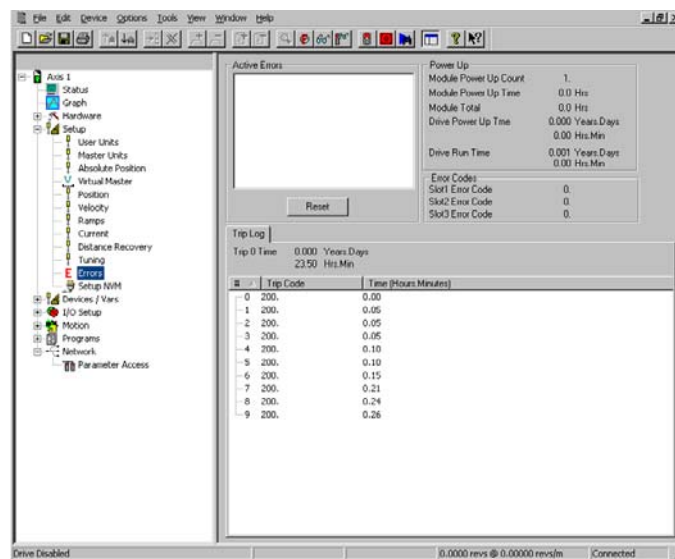 File Edit Device Options Tools View Window Help
Axis 1
Status
Graph
Hardware
Setup
User Units
Master Units
Absolute Position
Virtual Master
Position
Velocity
Ramps
Current
Distance Recovery
Tuning
Errors
Setup NVM
Devices / Vars
I/O Setup
Motion
Programs
Network
Parameter Access
Active Errors
Reset
Power Up
Module Power Up Count 1.
Module Power Up Time 0.0 Hrs
Module Total 0.0 Hrs
Drive Power Up Tme 0.000 Years.Days
0.00 Hrs.Min
Drive Run Time 0.001 Years.Days
0.00 Hrs.Min
Error Codes
Slot1 Error Code 0.
Slot2 Error Code 0.
Slot3 Error Code 0.
Trip Log
Trip 0 Time 0.000 Years.Days
23.50 Hrs.Min
# Trip Code Time (Hours.Minutes)
0 200. 0.00
1 200. 0.05
2 200. 0.05
3 200. 0.05
4 200. 0.10
5 200. 0.10
6 200. 0.15
7 200. 0.21
8 200. 0.24
9 200. 0.26
Drive Disabled 0.0000 revs @ 0.00000 revs/m Connected